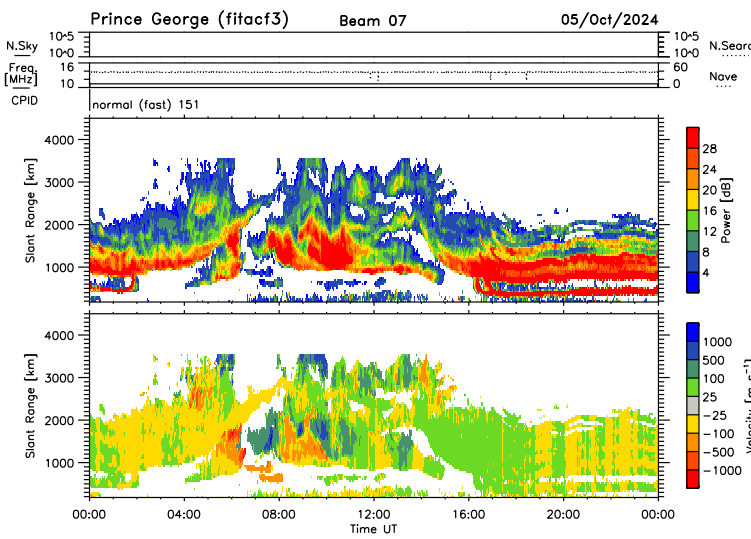 Prince George (fitacf3) Beam 07 05/Oct/2024
10^5 10^5
N.Sky N.Sear
10^0 10^0
Freq. 16 60
[MHz] Nave
10 0
CPID normal (fast) 151
4000
3000
2000
1000
Slant Range [km]
28
24
20
16
12
8
4
Power [dB]
4000
3000
2000
1000
Slant Range [km]
1000
500
100
25
-25
-100
-500
-1000
Velocity [m s-1]
00:00 04:00 08:00 12:00 16:00 20:00 00:00
Time UT